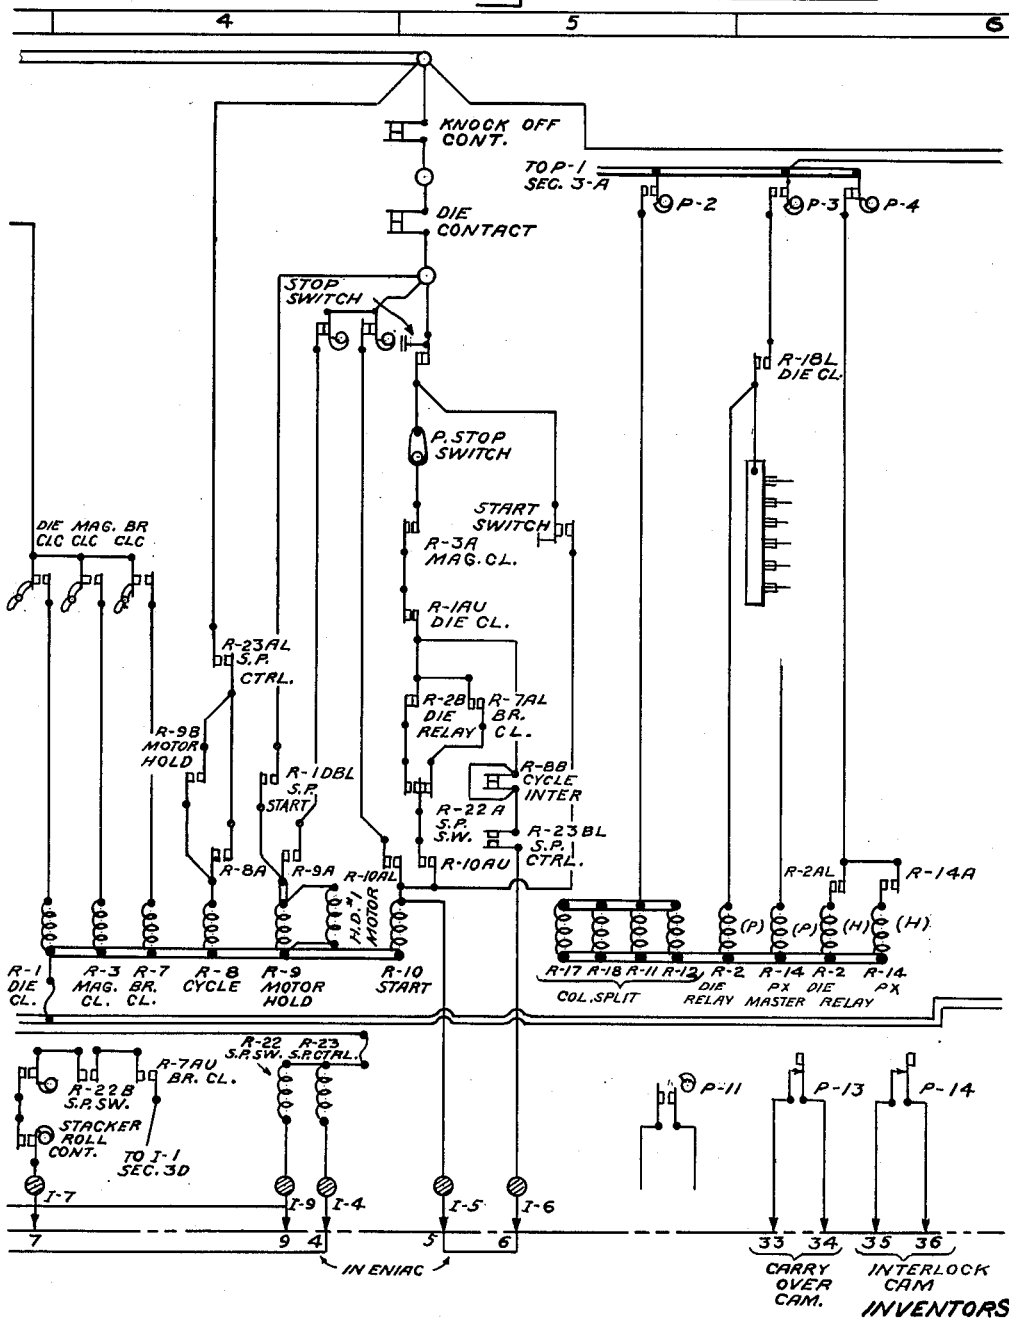 4 5 6
KNOCK OFF
CONT.
TO P-1
SEC. 3-A
P-2
P-3
P-4
DIE
CONTACT
STOP
SWITCH
R-18L
DIE CL.
P. STOP
SWITCH
START
SWITCH
DIE MAG. BR
CLC CLC CLC
R-3A
MAG. CL.
R-1AU
DIE CL.
R-23AL
S.P.
CTRL.
R-2B
DIE
RELAY
R-7AL
BR.
CL.
R-9B
MOTOR
HOLD
R-1DBL
S.P.
START
R-8B
CYCLE
INTER
R-22A
S.P.
SW.
R-23BL
S.P.
CTRL.
R-8A
R-9A
R-10AL
R-10AU
R-2AL
R-14A
H.D.#1
MOTOR
(P)
(P)
(H)
(H)
R-1
DIE
CL.
R-3
MAG.
CL.
R-7
BR.
CL.
R-8
CYCLE
R-9
MOTOR
HOLD
R-10
START
R-17 R-18 R-11 R-12
COL. SPLIT
R-2
DIE
RELAY
R-14
PX
MASTER
R-2
DIE
RELAY
R-14
PX
R-22
S.P.SW.
R-23
S.P.CTRL.
R-7AU
BR. CL.
R-22B
S.P.SW.
STACKER
ROLL
CONT.
TO I-1
SEC. 3D
P-11
P-13
P-14
I-7
I-9
I-4
I-5
I-6
7 9 4 5 6 33 34 35 36
IN ENIAC
CARRY
OVER
CAM.
INTERLOCK
CAM
INVENTORS